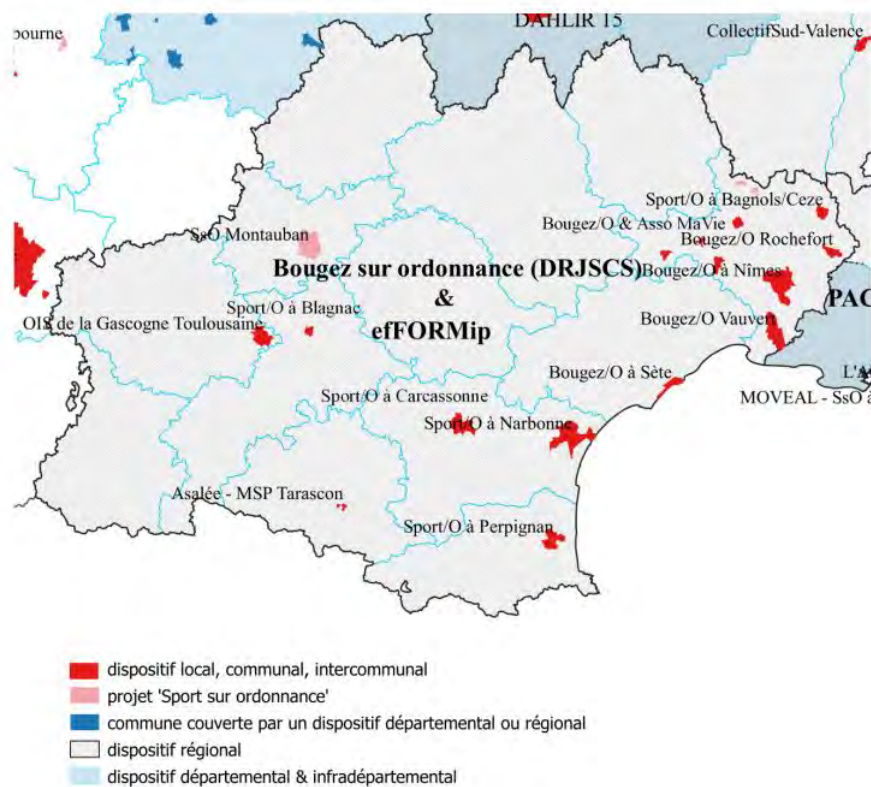 DAHLIR 15
bourne
CollectifSud-Valence
Sport/O à Bagnols/Ceze
Bougez/O & Asso MaVie
SsO Montauban
Bougez/O Rochefort
Bougez sur ordonnance (DRJSCS)
Bougez/O à Nîmes
&
PAC
Sport/O à Blagnac
OIS de la Gascogne Toulousaine
efFORMip
Bougez/O Vauvert
Bougez/O à Sète
L'A
Sport/O à Carcassonne
MOVEAL - SsO à
Sport/O à Narbonne
Asalée - MSP Tarascon
Sport/O à Perpignan
dispositif local, communal, intercommunal
projet 'Sport sur ordonnance'
commune couverte par un dispositif départemental ou régional
dispositif régional
dispositif départemental & infradépartemental